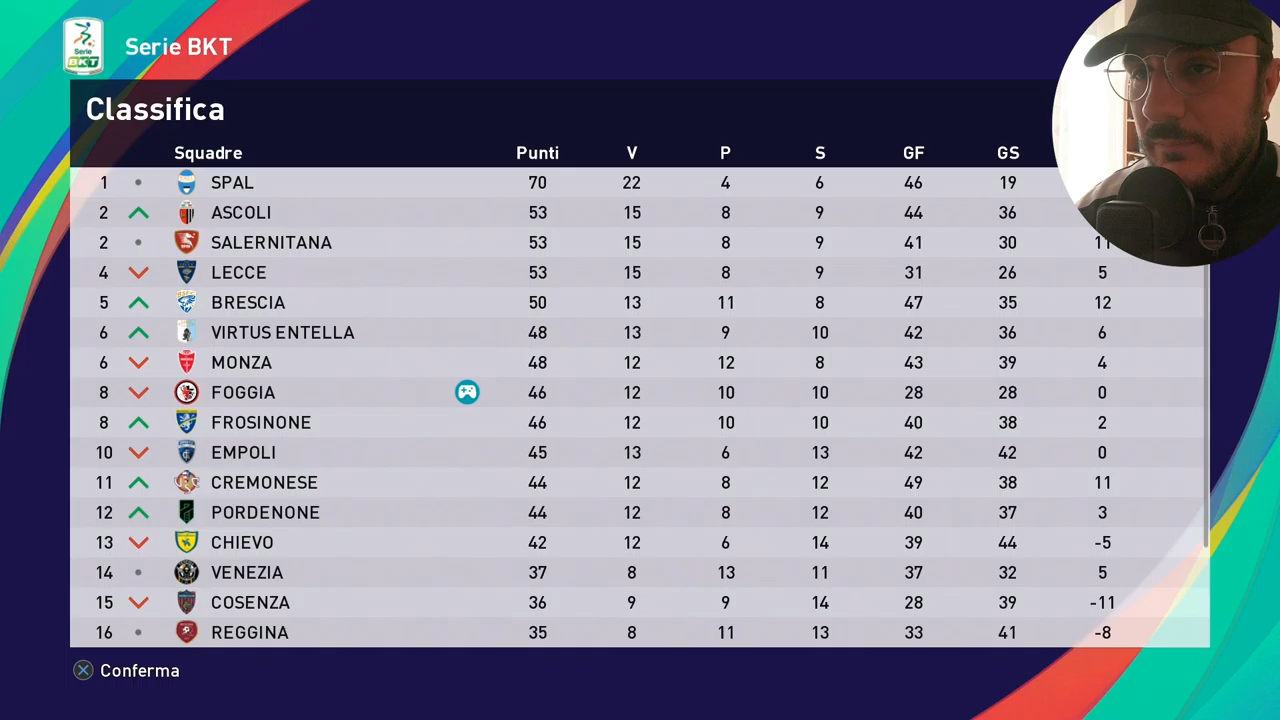 Serie BKT
Serie BKT
Classifica
Squadre Punti V P S GF GS
1 SPAL 70 22 4 6 46 19
2 ASCOLI 53 15 8 9 44 36
2 SALERNITANA 53 15 8 9 41 30 11
4 LECCE 53 15 8 9 31 26 5
5 BRESCIA 50 13 11 8 47 35 12
6 VIRTUS ENTELLA 48 13 9 10 42 36 6
6 MONZA 48 12 12 8 43 39 4
8 FOGGIA 46 12 10 10 28 28 0
8 FROSINONE 46 12 10 10 40 38 2
10 EMPOLI 45 13 6 13 42 42 0
11 CREMONESE 44 12 8 12 49 38 11
12 PORDENONE 44 12 8 12 40 37 3
13 CHIEVO 42 12 6 14 39 44 -5
14 VENEZIA 37 8 13 11 37 32 5
15 COSENZA 36 9 9 14 28 39 -11
16 REGGINA 35 8 11 13 33 41 -8
Conferma